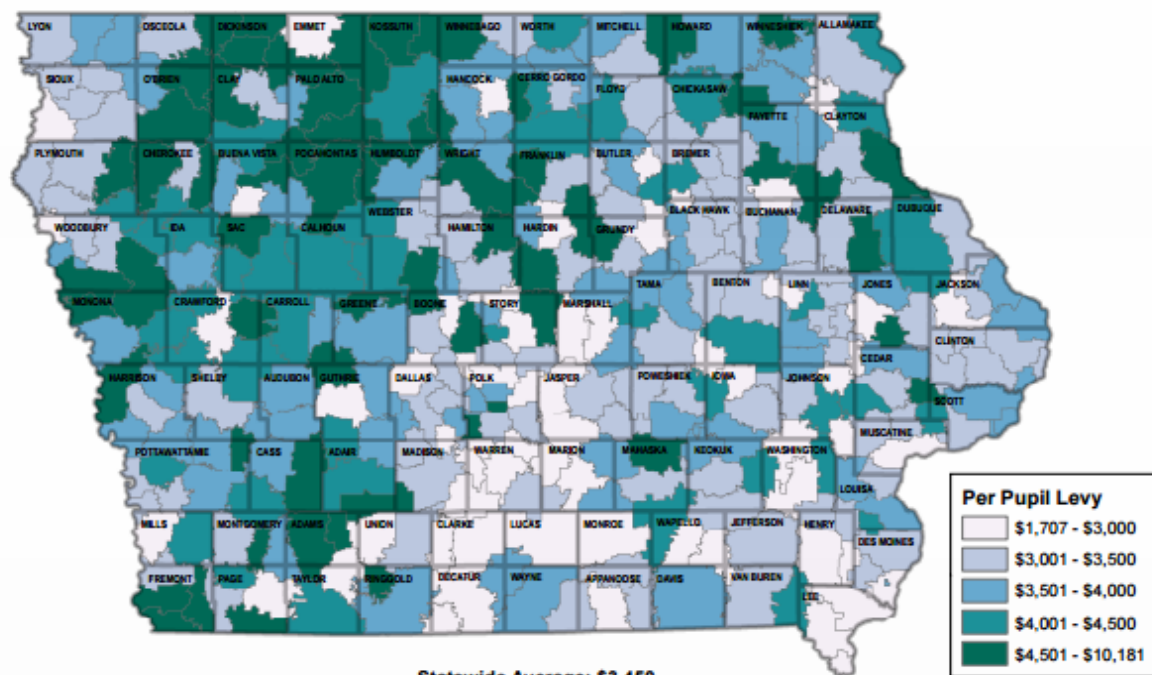 LYON OSCEOLA DICKINSON EMMET KOSSUTH WINNEBAGO WORTH MITCHELL HOWARD WINNESHIEK ALLAMAKEE
SIOUX O'BRIEN CLAY PALO ALTO HANCOCK CERRO GORDO FLOYD CHICKASAW
FAYETTE CLAYTON
PLYMOUTH CHEROKEE BUENA VISTA POCAHONTAS HUMBOLDT WRIGHT FRANKLIN BUTLER BREMER
WOODBURY IDA SAC CALHOUN WEBSTER HAMILTON HARDIN GRUNDY BLACK HAWK BUCHANAN DELAWARE DUBUQUE
MONONA CRAWFORD CARROLL GREENE BOONE STORY MARSHALL TAMA BENTON LINN JONES JACKSON
CLINTON
CEDAR
HARRISON SHELBY AUDUBON GUTHRIE DALLAS POLK JASPER POWESHIEK IOWA JOHNSON
SCOTT
MUSCATINE
POTTAWATTAMIE CASS ADAIR MADISON WARREN MARION MAHASKA KEOKUK WASHINGTON
LOUISA
MILLS MONTGOMERY ADAMS UNION CLARKE LUCAS MONROE WAPELLO JEFFERSON HENRY
DES MOINES
FREMONT PAGE TAYLOR RINGGOLD DECATUR WAYNE APPANOOSE DAVIS VAN BUREN
LEE
Per Pupil Levy
$1,707 - $3,000
$3,001 - $3,500
$3,501 - $4,000
$4,001 - $4,500
$4,501 - $10,181